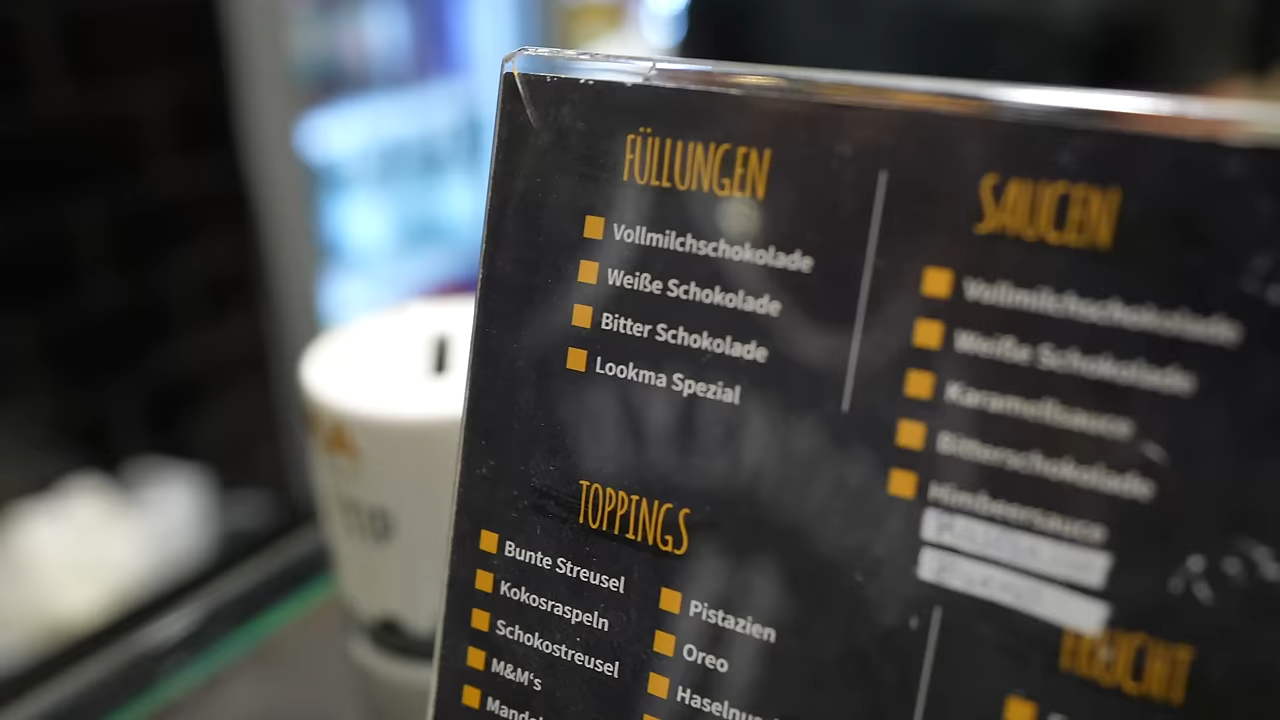 FÜLLUNGEN
Vollmilchschokolade
Weiße Schokolade
Bitter Schokolade
Lookma Spezial
SAUCEN
Vollmilchschokolade
Weiße Schokolade
Karamellsauce
Bitterschokolade
Himbeersauce
TOPPINGS
Bunte Streusel
Kokosraspeln
Schokostreusel
M&M's
Pistazien
Oreo
FRUCHT